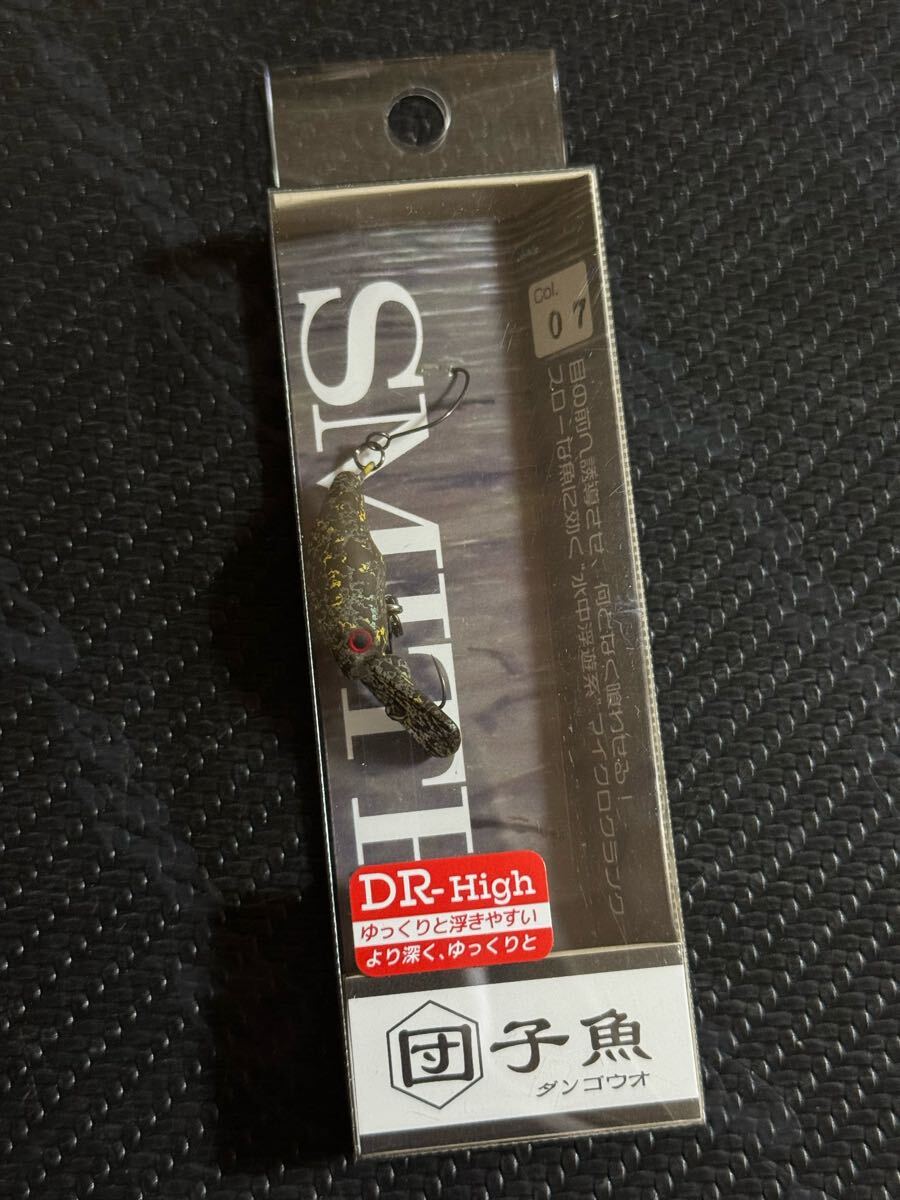 SMITH
Col.
07
目の前へ誘導させ、何となく喰わせる！
スローな魚に効く“水中浮遊系”マイクロクランク
DR-High
ゆっくりと浮きやすい
より深く、ゆっくりと
団子魚
ダンゴウオ